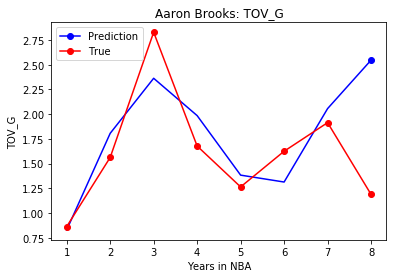 Aaron Brooks: TOV_G
Prediction
True
2.75
2.50
2.25
2.00
1.75
1.50
1.25
1.00
0.75
TOV_G
1 2 3 4 5 6 7 8
Years in NBA